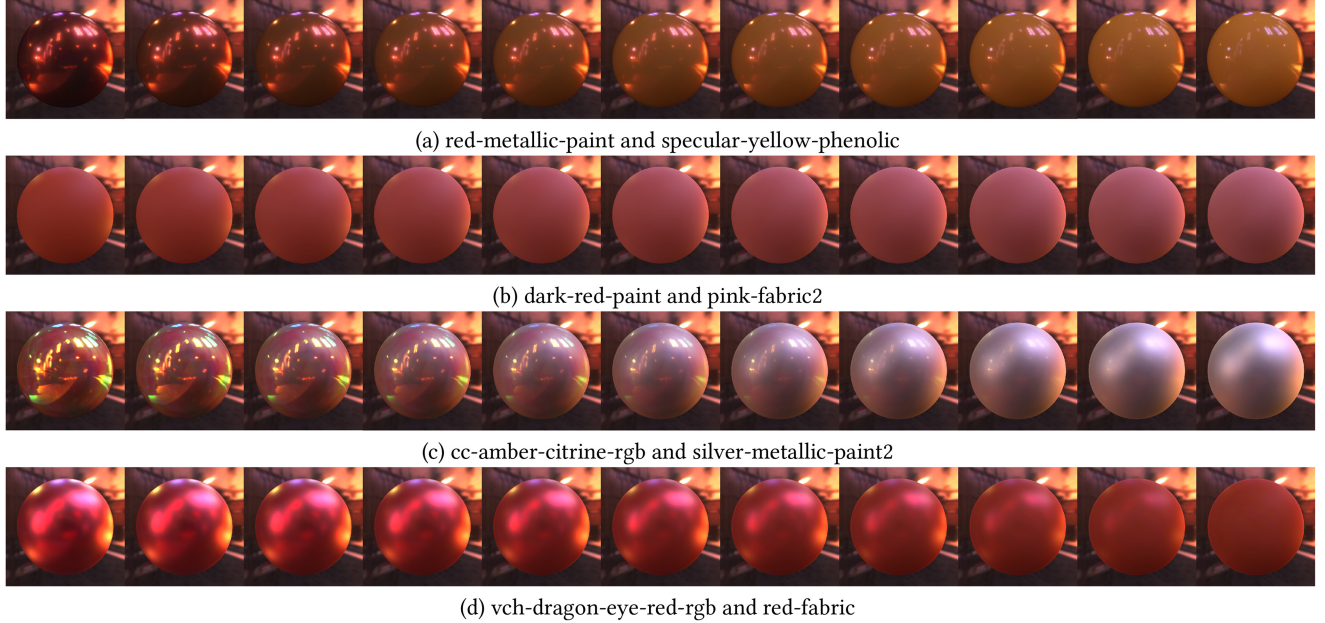 (a) red-metallic-paint and specular-yellow-phenolic
(b) dark-red-paint and pink-fabric2
(c) cc-amber-citrine-rgb and silver-metallic-paint2
(d) vch-dragon-eye-red-rgb and red-fabric